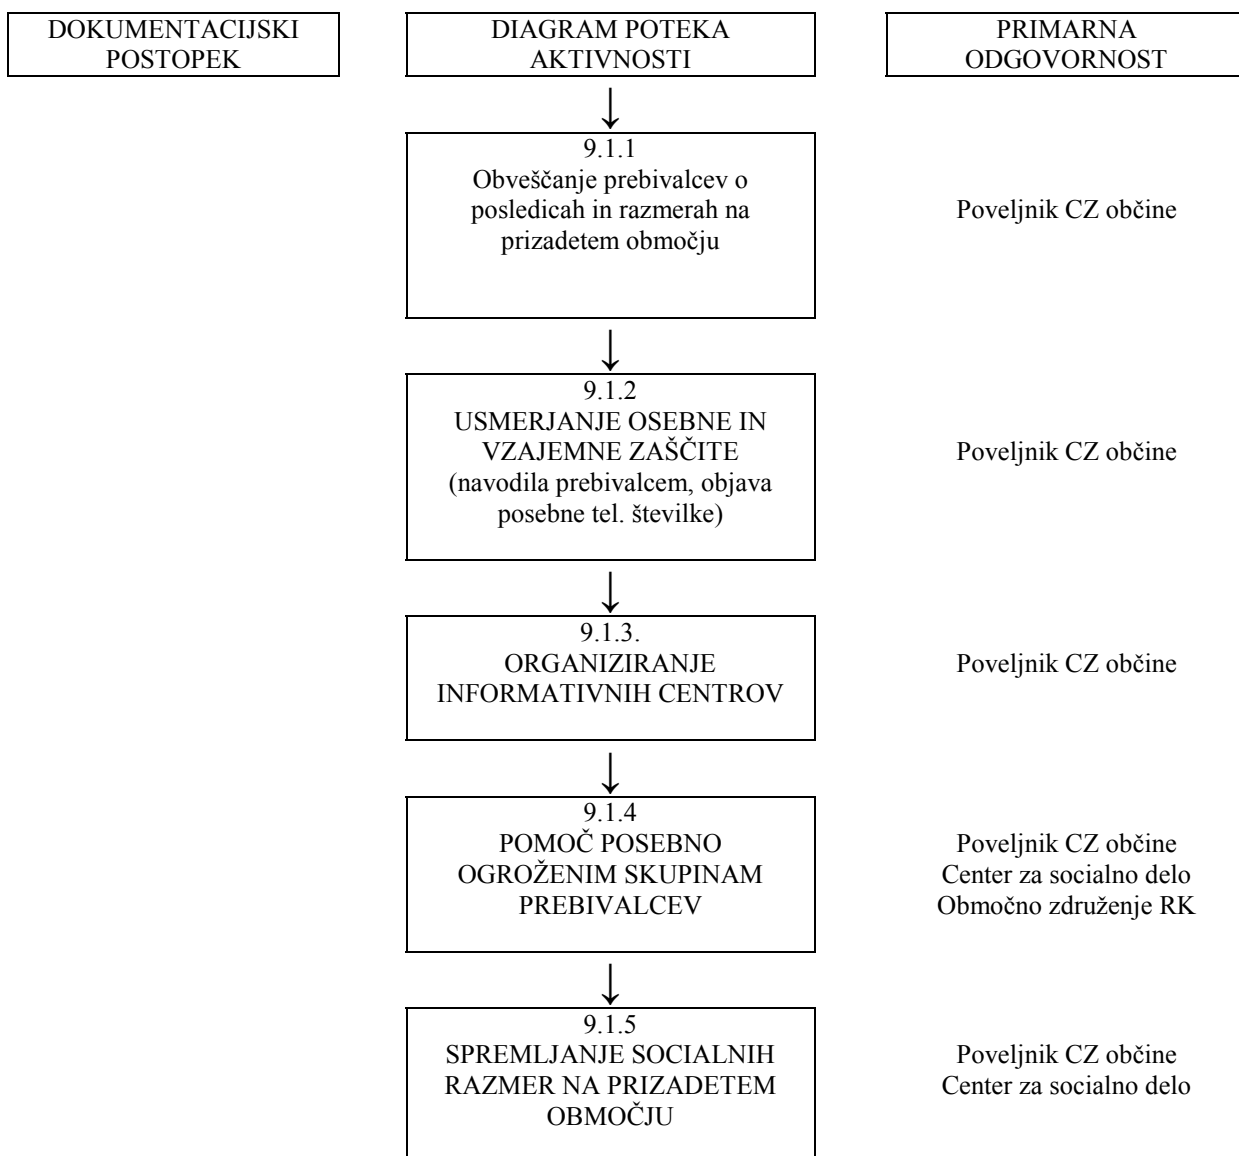 DOKUMENTACIJSKI
POSTOPEK
DIAGRAM POTEKA
AKTIVNOSTI
PRIMARNA
ODGOVORNOST
9.1.1
Obveščanje prebivalcev o
posledicah in razmerah na
prizadetem območju
Poveljnik CZ občine
9.1.2
USMERJANJE OSEBNE IN
VZAJEMNE ZAŠČITE
(navodila prebivalcem, objava
posebne tel. številke)
Poveljnik CZ občine
9.1.3.
ORGANIZIRANJE
INFORMATIVNIH CENTROV
Poveljnik CZ občine
9.1.4
POMOČ POSEBNO
OGROŽENIM SKUPINAM
PREBIVALCEV
Poveljnik CZ občine
Center za socialno delo
Območno združenje RK
9.1.5
SPREMLJANJE SOCIALNIH
RAZMER NA PRIZADETEM
OBMOČJU
Poveljnik CZ občine
Center za socialno delo